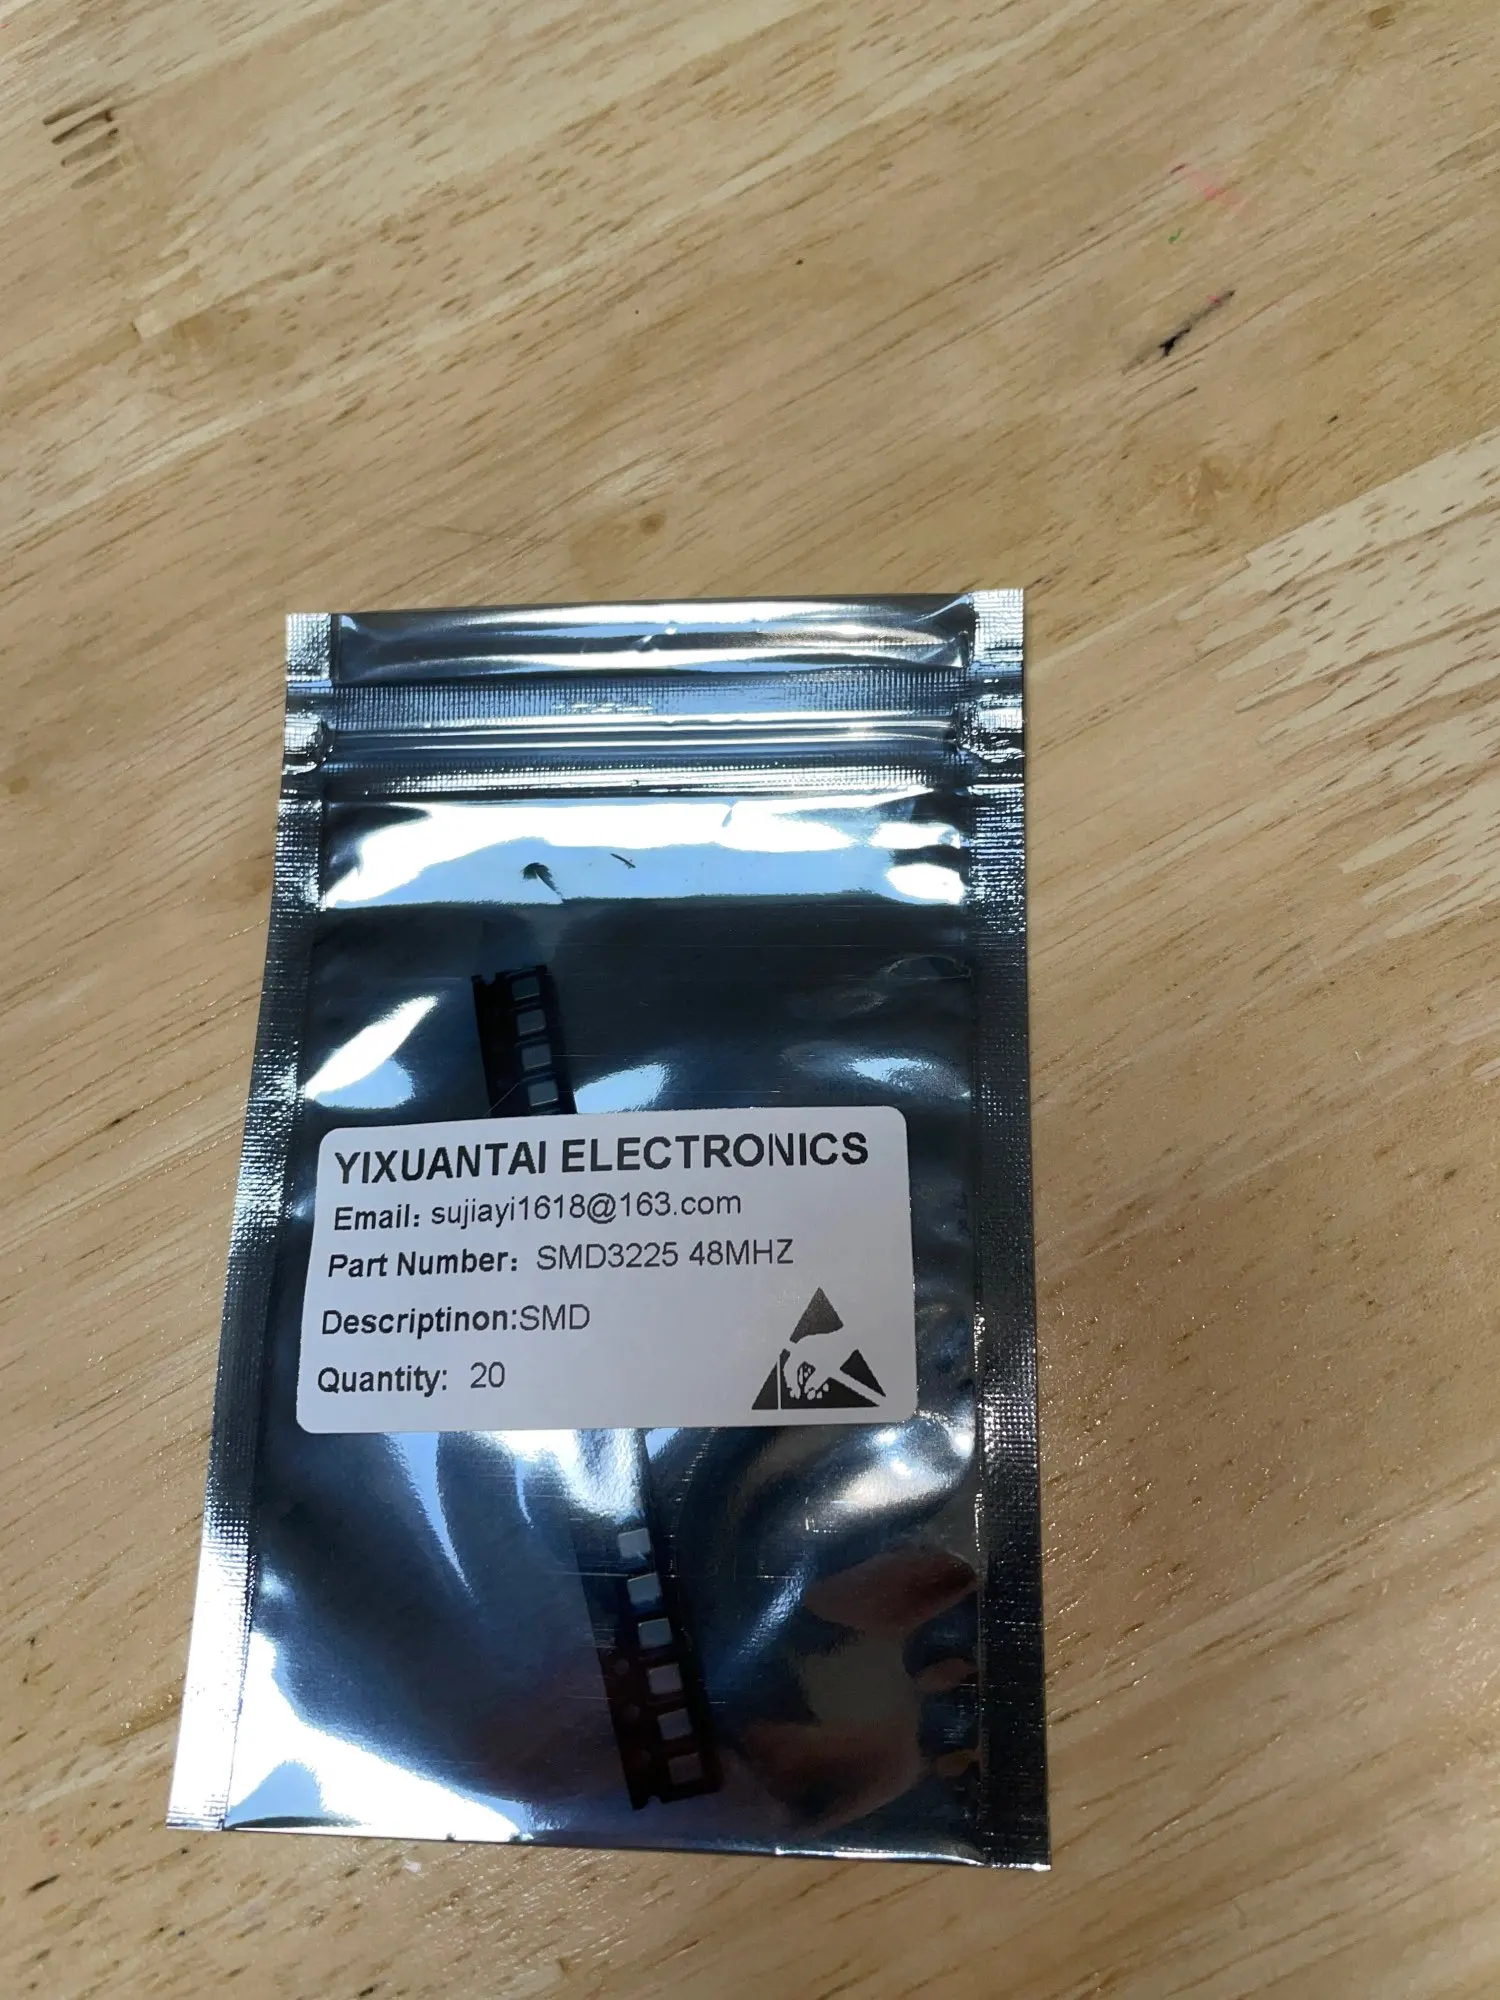 YIXUANTAI ELECTRONICS
Email: sujiayi1618@163.com
Part Number: SMD3225 48MHZ
Descriptinon:SMD
Quantity: 20